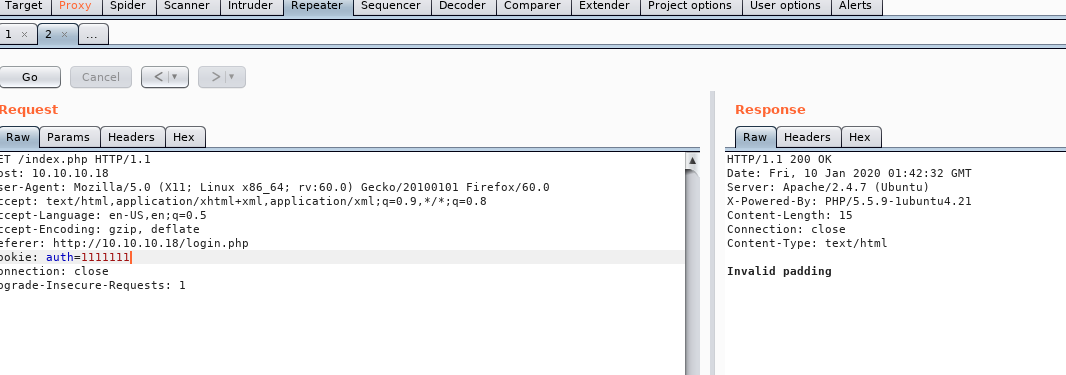 Target Proxy Spider Scanner Intruder Repeater Sequencer Decoder Comparer Extender Project options User options Alerts
1 × 2 × ...
Go Cancel < ▼ > ▼
Request
Raw Params Headers Hex
ET /index.php HTTP/1.1
ost: 10.10.10.18
ser-Agent: Mozilla/5.0 (X11; Linux x86_64; rv:60.0) Gecko/20100101 Firefox/60.0
ccept: text/html,application/xhtml+xml,application/xml;q=0.9,*/*;q=0.8
ccept-Language: en-US,en;q=0.5
ccept-Encoding: gzip, deflate
eferer: http://10.10.10.18/login.php
ookie: auth=1111111
onnection: close
pgrade-Insecure-Requests: 1
Response
Raw Headers Hex
HTTP/1.1 200 OK
Date: Fri, 10 Jan 2020 01:42:32 GMT
Server: Apache/2.4.7 (Ubuntu)
X-Powered-By: PHP/5.5.9-1ubuntu4.21
Content-Length: 15
Connection: close
Content-Type: text/html
Invalid padding